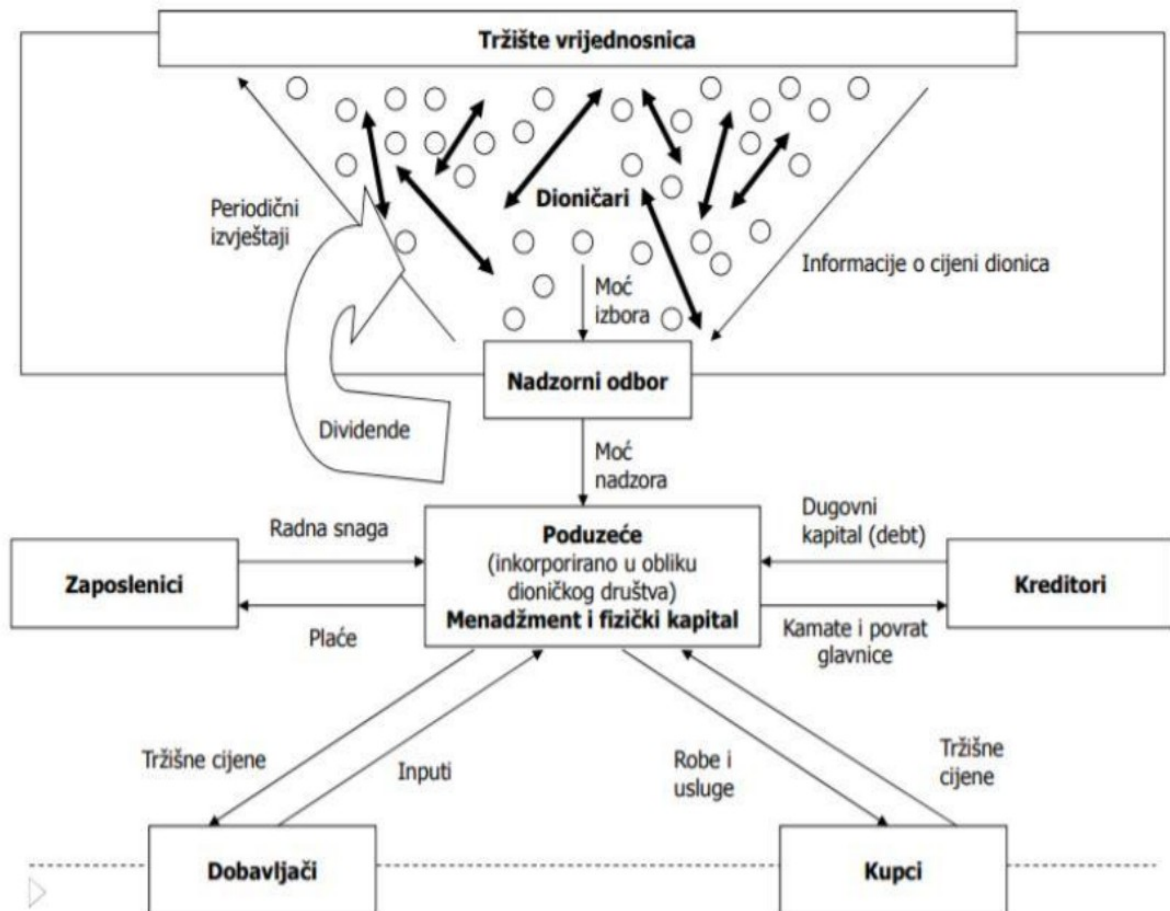 Tržište vrijednosnica
Periodični
izvještaji
Dioničari
Informacije o cijeni dionica
Moć
izbora
Nadzorni odbor
Dividende
Moć
nadzora
Radna snaga
Dugovni
kapital (debt)
Zaposlenici
Poduzeće
(inkorporirano u obliku
dioničkog društva)
Menadžment i fizički kapital
Kreditori
Plaće
Kamate i povrat
glavnice
Tržišne cijene
Inputi
Robe i
usluge
Tržišne
cijene
Dobavljači
Kupci